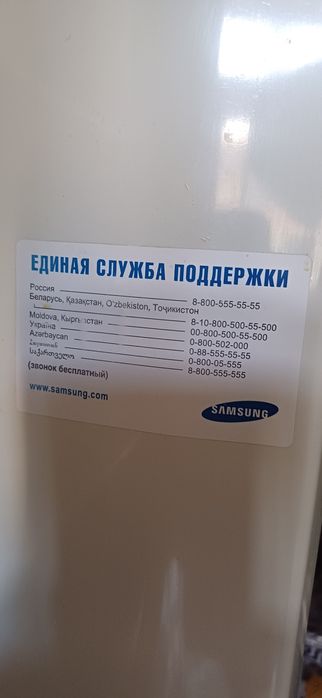 ЕДИНАЯ СЛУЖБА ПОДДЕРЖКИ
Россия 8-800-555-55-55
Беларусь, Қазақстан, O'zbekiston, Тоҷикистон
8-10-800-500-55-500
Moldova, Кыргызстан 00-800-500-55-500
Україна 0-800-502-000
Azərbaycan 0-88-555-55-55
Հայաստան 0-800-05-555
საქართველო 8-800-555-555
(звонок бесплатный)
www.samsung.com
SAMSUNG